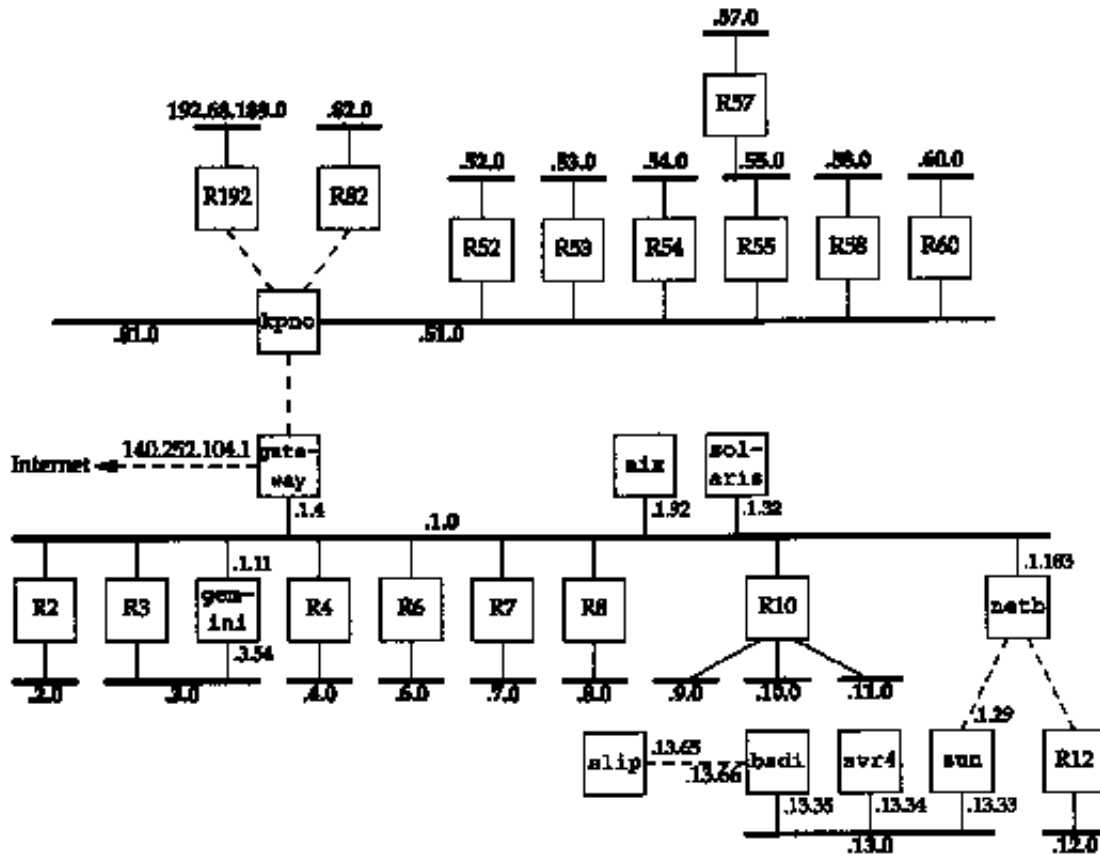 .57.0
R57
192.68.189.0 .82.0
R192 R82
.52.0 .53.0 .54.0 .55.0 .58.0 .60.0
R52 R53 R54 R55 R58 R60
kpno
.81.0 .51.0
Internet 140.252.104.1
gate-
way
aix
sol-
aris
.1.4 .1.0 .1.92 .1.32
.1.11 .1.183
R2 R3 gem-
ini R4 R6 R7 R8 R10 netb
.3.54
.2.0 .3.0 .4.0 .6.0 .7.0 .8.0 .9.0 .10.0 .11.0
.1.29
slip .13.65 .13.66 bsdi svr4 sun R12
.13.35 .13.34 .13.33
.13.0 .12.0